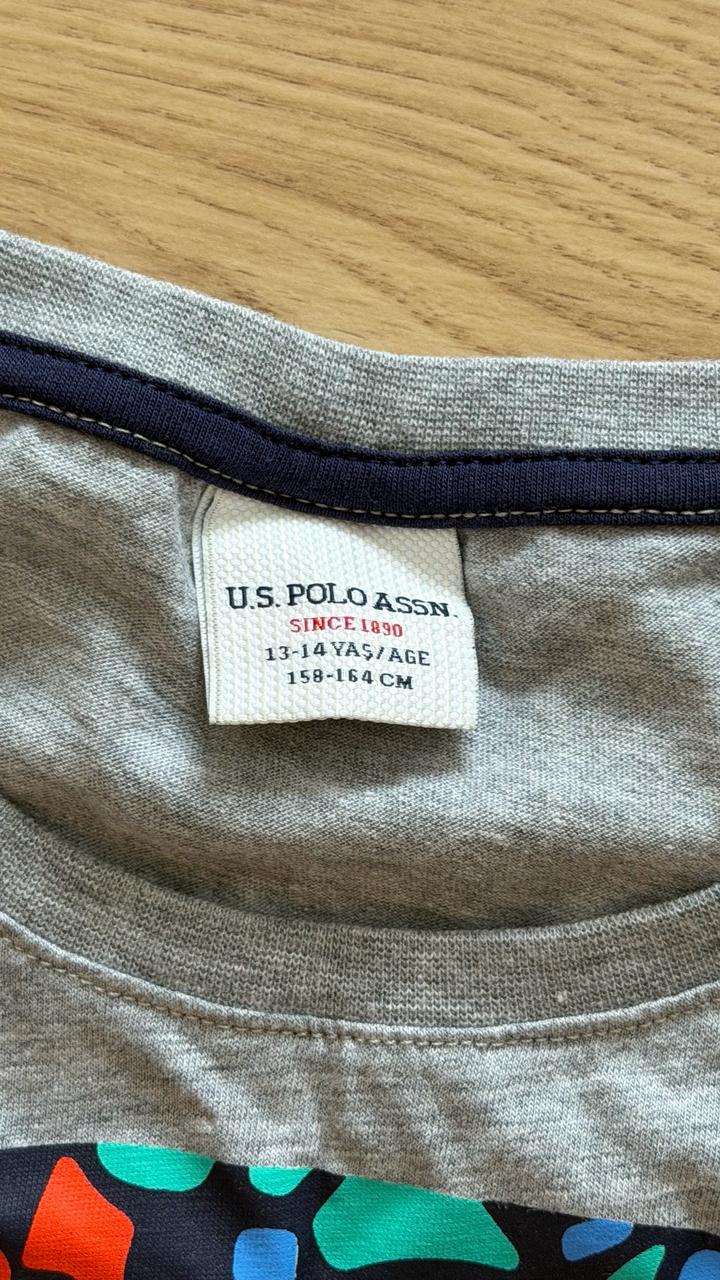 U.S. POLO ASSN.
SINCE 1890
13-14 YAŞ/AGE
158-164 CM